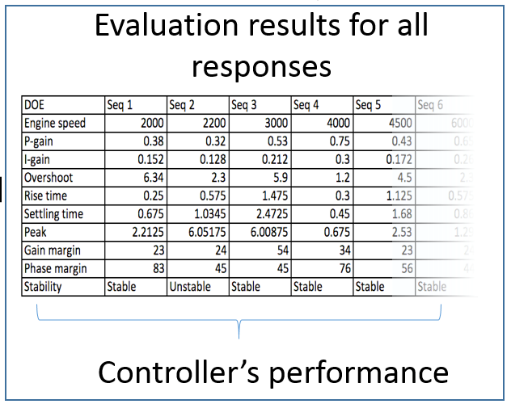 Evaluation results for all
responses
DOE Seq 1 Seq 2 Seq 3 Seq 4 Seq 5 Seq 6
Engine speed 2000 2200 3000 4000 4500
P-gain 0.38 0.32 0.53 0.75 0.43
I-gain 0.152 0.128 0.212 0.3 0.172
Overshoot 6.34 2.3 5.9 1.2 4.5
Rise time 0.25 0.575 1.475 0.3 1.125
Settling time 0.675 1.0345 2.4725 0.45 1.68
Peak 2.2125 6.05175 6.00875 0.675 2.53
Gain margin 23 24 54 34 23
Phase margin 83 45 45 76 56
Stability Stable Unstable Stable Stable Stable Stable
Controller’s performance